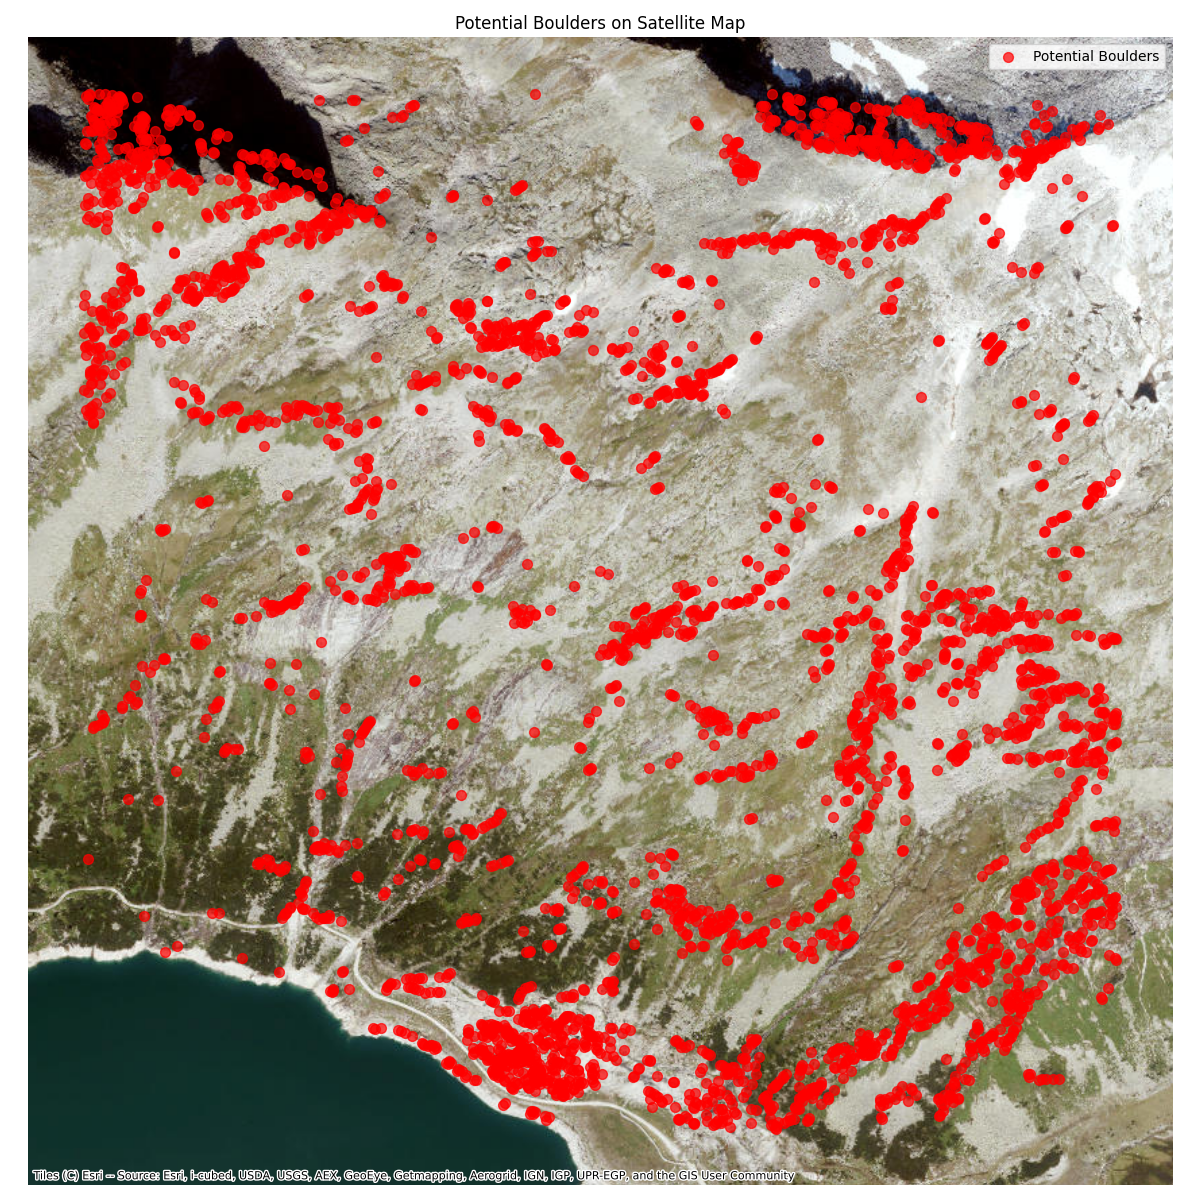 Potential Boulders on Satellite Map
Potential Boulders
Tiles (C) Esri -- Source: Esri, i-cubed, USDA, USGS, AEX, GeoEye, Getmapping, Aerogrid, IGN, IGP, UPR-EGP, and the GIS User Community